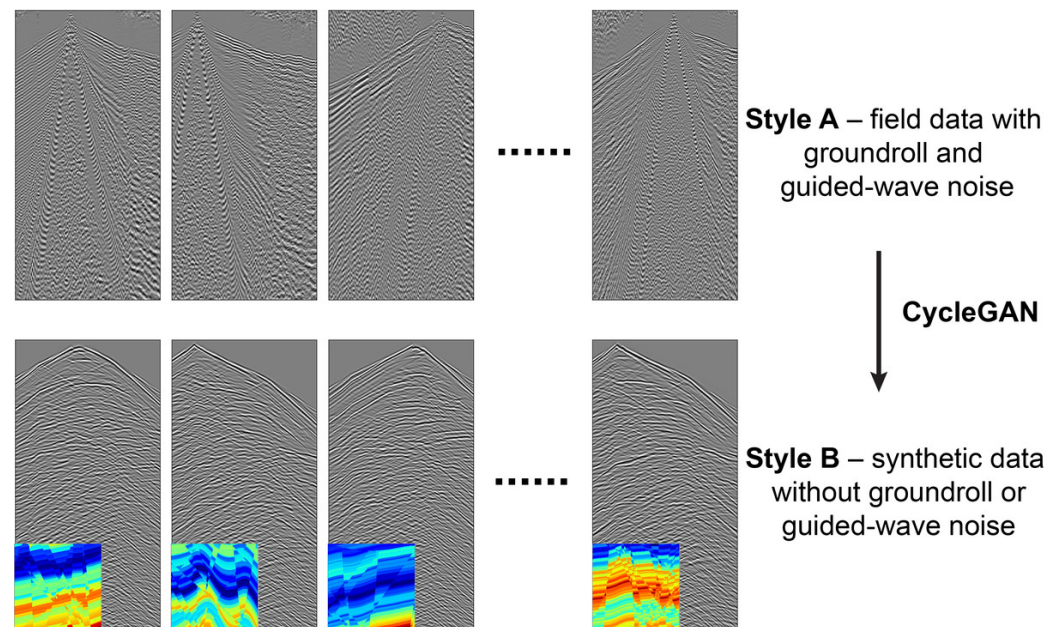 Style A – field data with
groundroll and
guided-wave noise
CycleGAN
Style B – synthetic data
without groundroll or
guided-wave noise